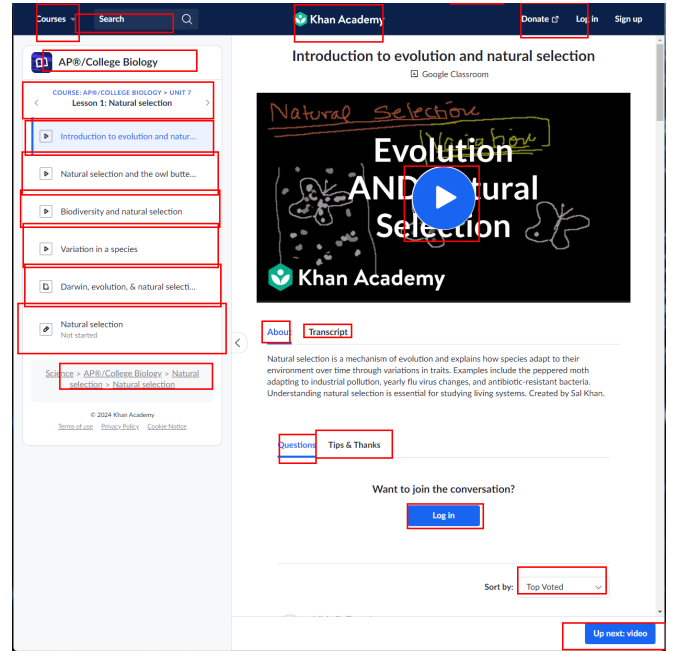 Courses
Search
Khan Academy
Donate
Log in
Sign up
AP®/College Biology
COURSE: AP®/COLLEGE BIOLOGY > UNIT 7
Lesson 1: Natural selection
Introduction to evolution and natur...
Natural selection and the owl butte...
Biodiversity and natural selection
Variation in a species
Darwin, evolution, & natural selecti...
Natural selection
Not started
Science > AP®/College Biology > Natural
selection > Natural selection
© 2024 Khan Academy
Terms of use Privacy Policy Cookie Notice
Introduction to evolution and natural selection
Google Classroom
Natural Selection
Variation
Evolution
AND Natural
Selection
Khan Academy
About Transcript
Natural selection is a mechanism of evolution and explains how species adapt to their
environment over time through variations in traits. Examples include the peppered moth
adapting to industrial pollution, yearly flu virus changes, and antibiotic-resistant bacteria.
Understanding natural selection is essential for studying living systems. Created by Sal Khan.
Questions Tips & Thanks
Want to join the conversation?
Log in
Sort by: Top Voted
Up next: video